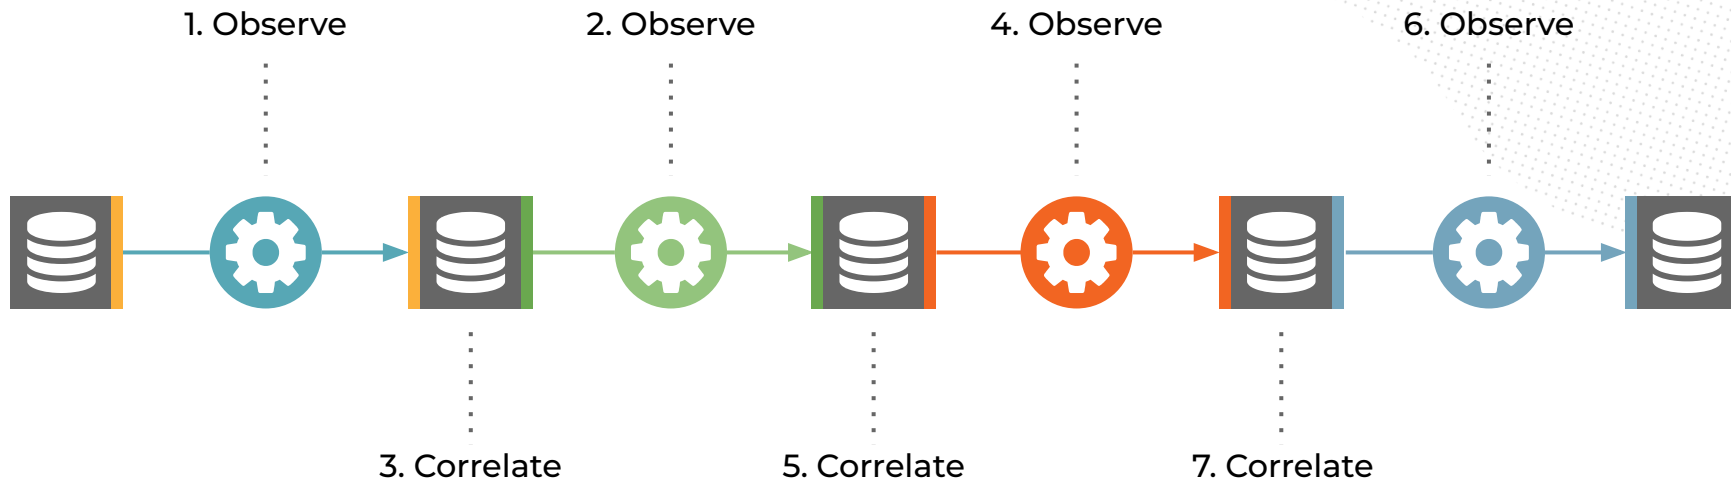 1. Observe
2. Observe
4. Observe
6. Observe
3. Correlate
5. Correlate
7. Correlate